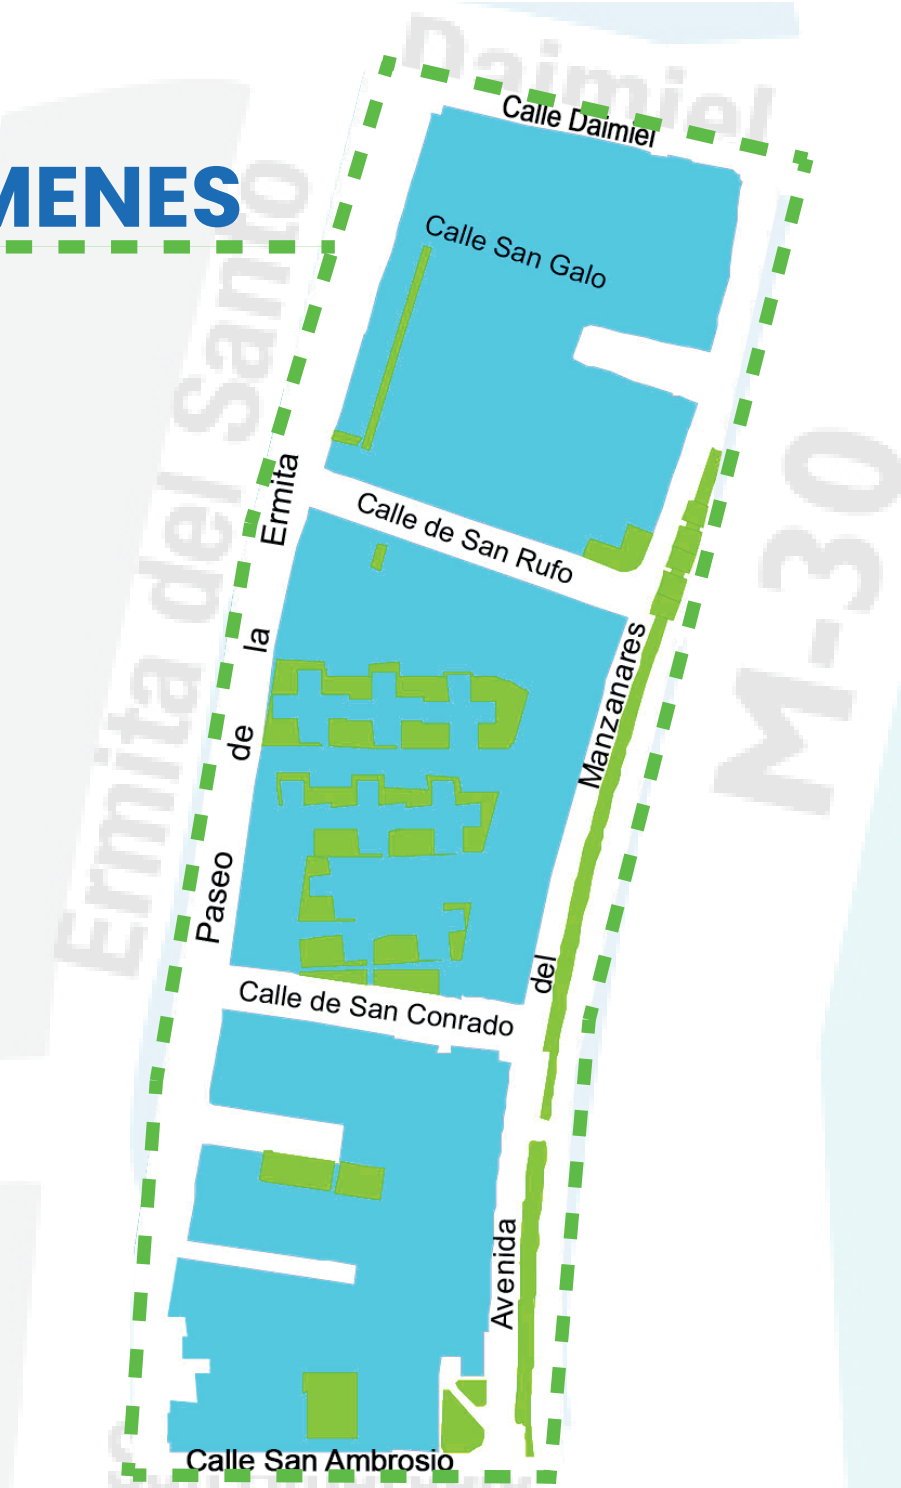 Daimiel
Calle Daimiel
MENES
Calle San Galo
Ermita del Santo
M-30
Calle de San Rufo
Paseo de la Ermita
Avenida del Manzanares
Calle de San Conrado
Calle San Ambrosio